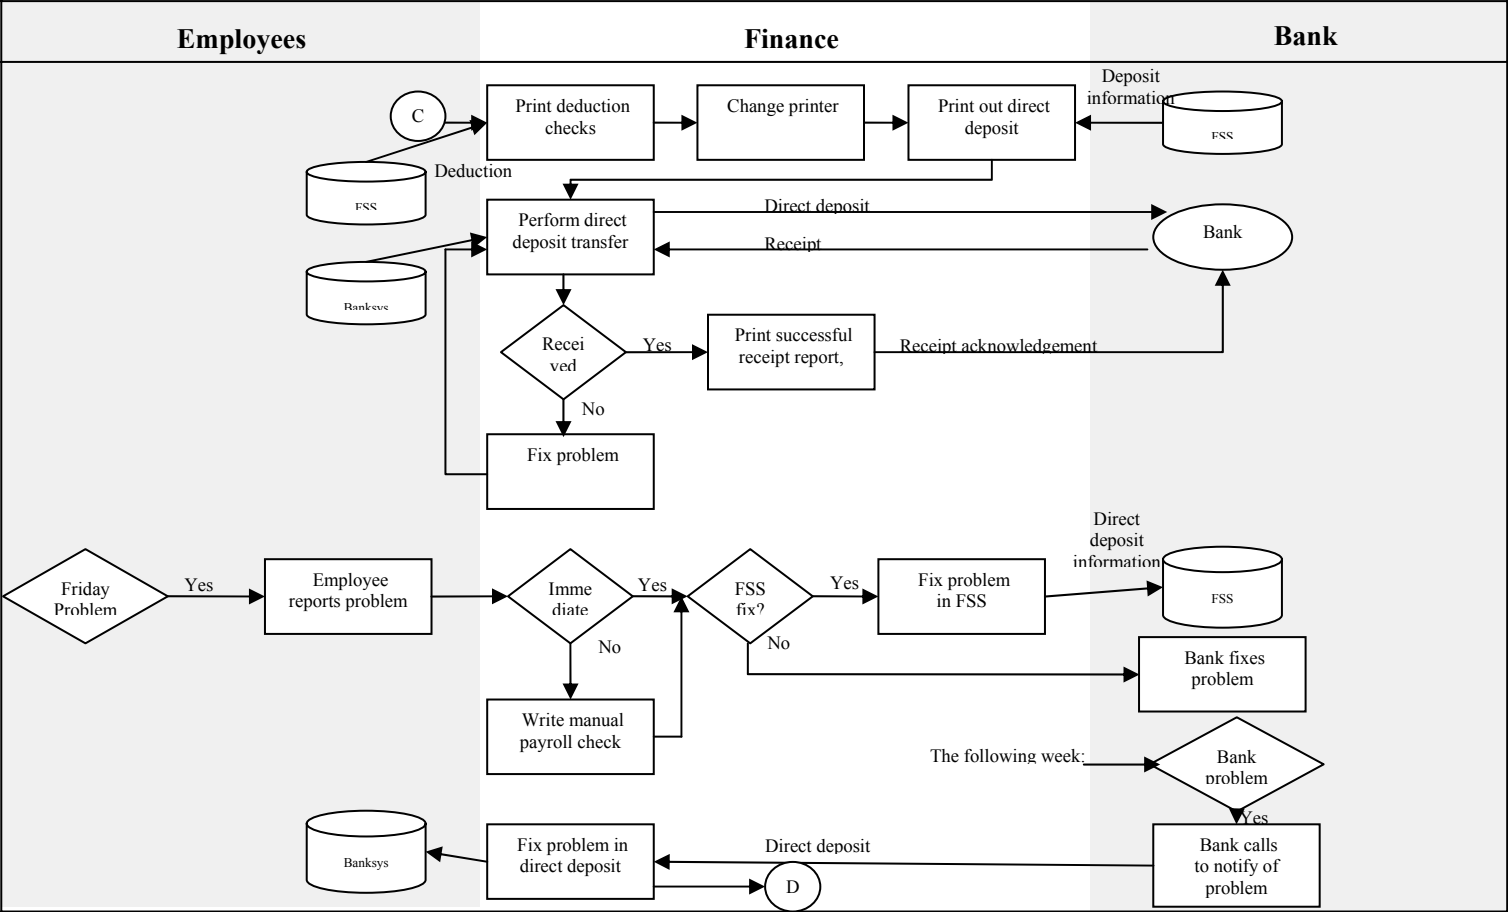 Employees
Finance
Bank
C
Print deduction
checks
Change printer
Print out direct
deposit
Deposit
information
FSS
Deduction
FSS
Perform direct
deposit transfer
Direct deposit
Receipt
Bank
Banksys
Recei
ved
Yes
Print successful
receipt report,
Receipt acknowledgement
No
Fix problem
Friday
Problem
Yes
Employee
reports problem
Imme
diate
Yes
FSS
fix?
Yes
Fix problem
in FSS
Direct
deposit
information
FSS
No
No
Bank fixes
problem
Write manual
payroll check
The following week:
Bank
problem
Yes
Banksys
Fix problem in
direct deposit
Direct deposit
D
Bank calls
to notify of
problem